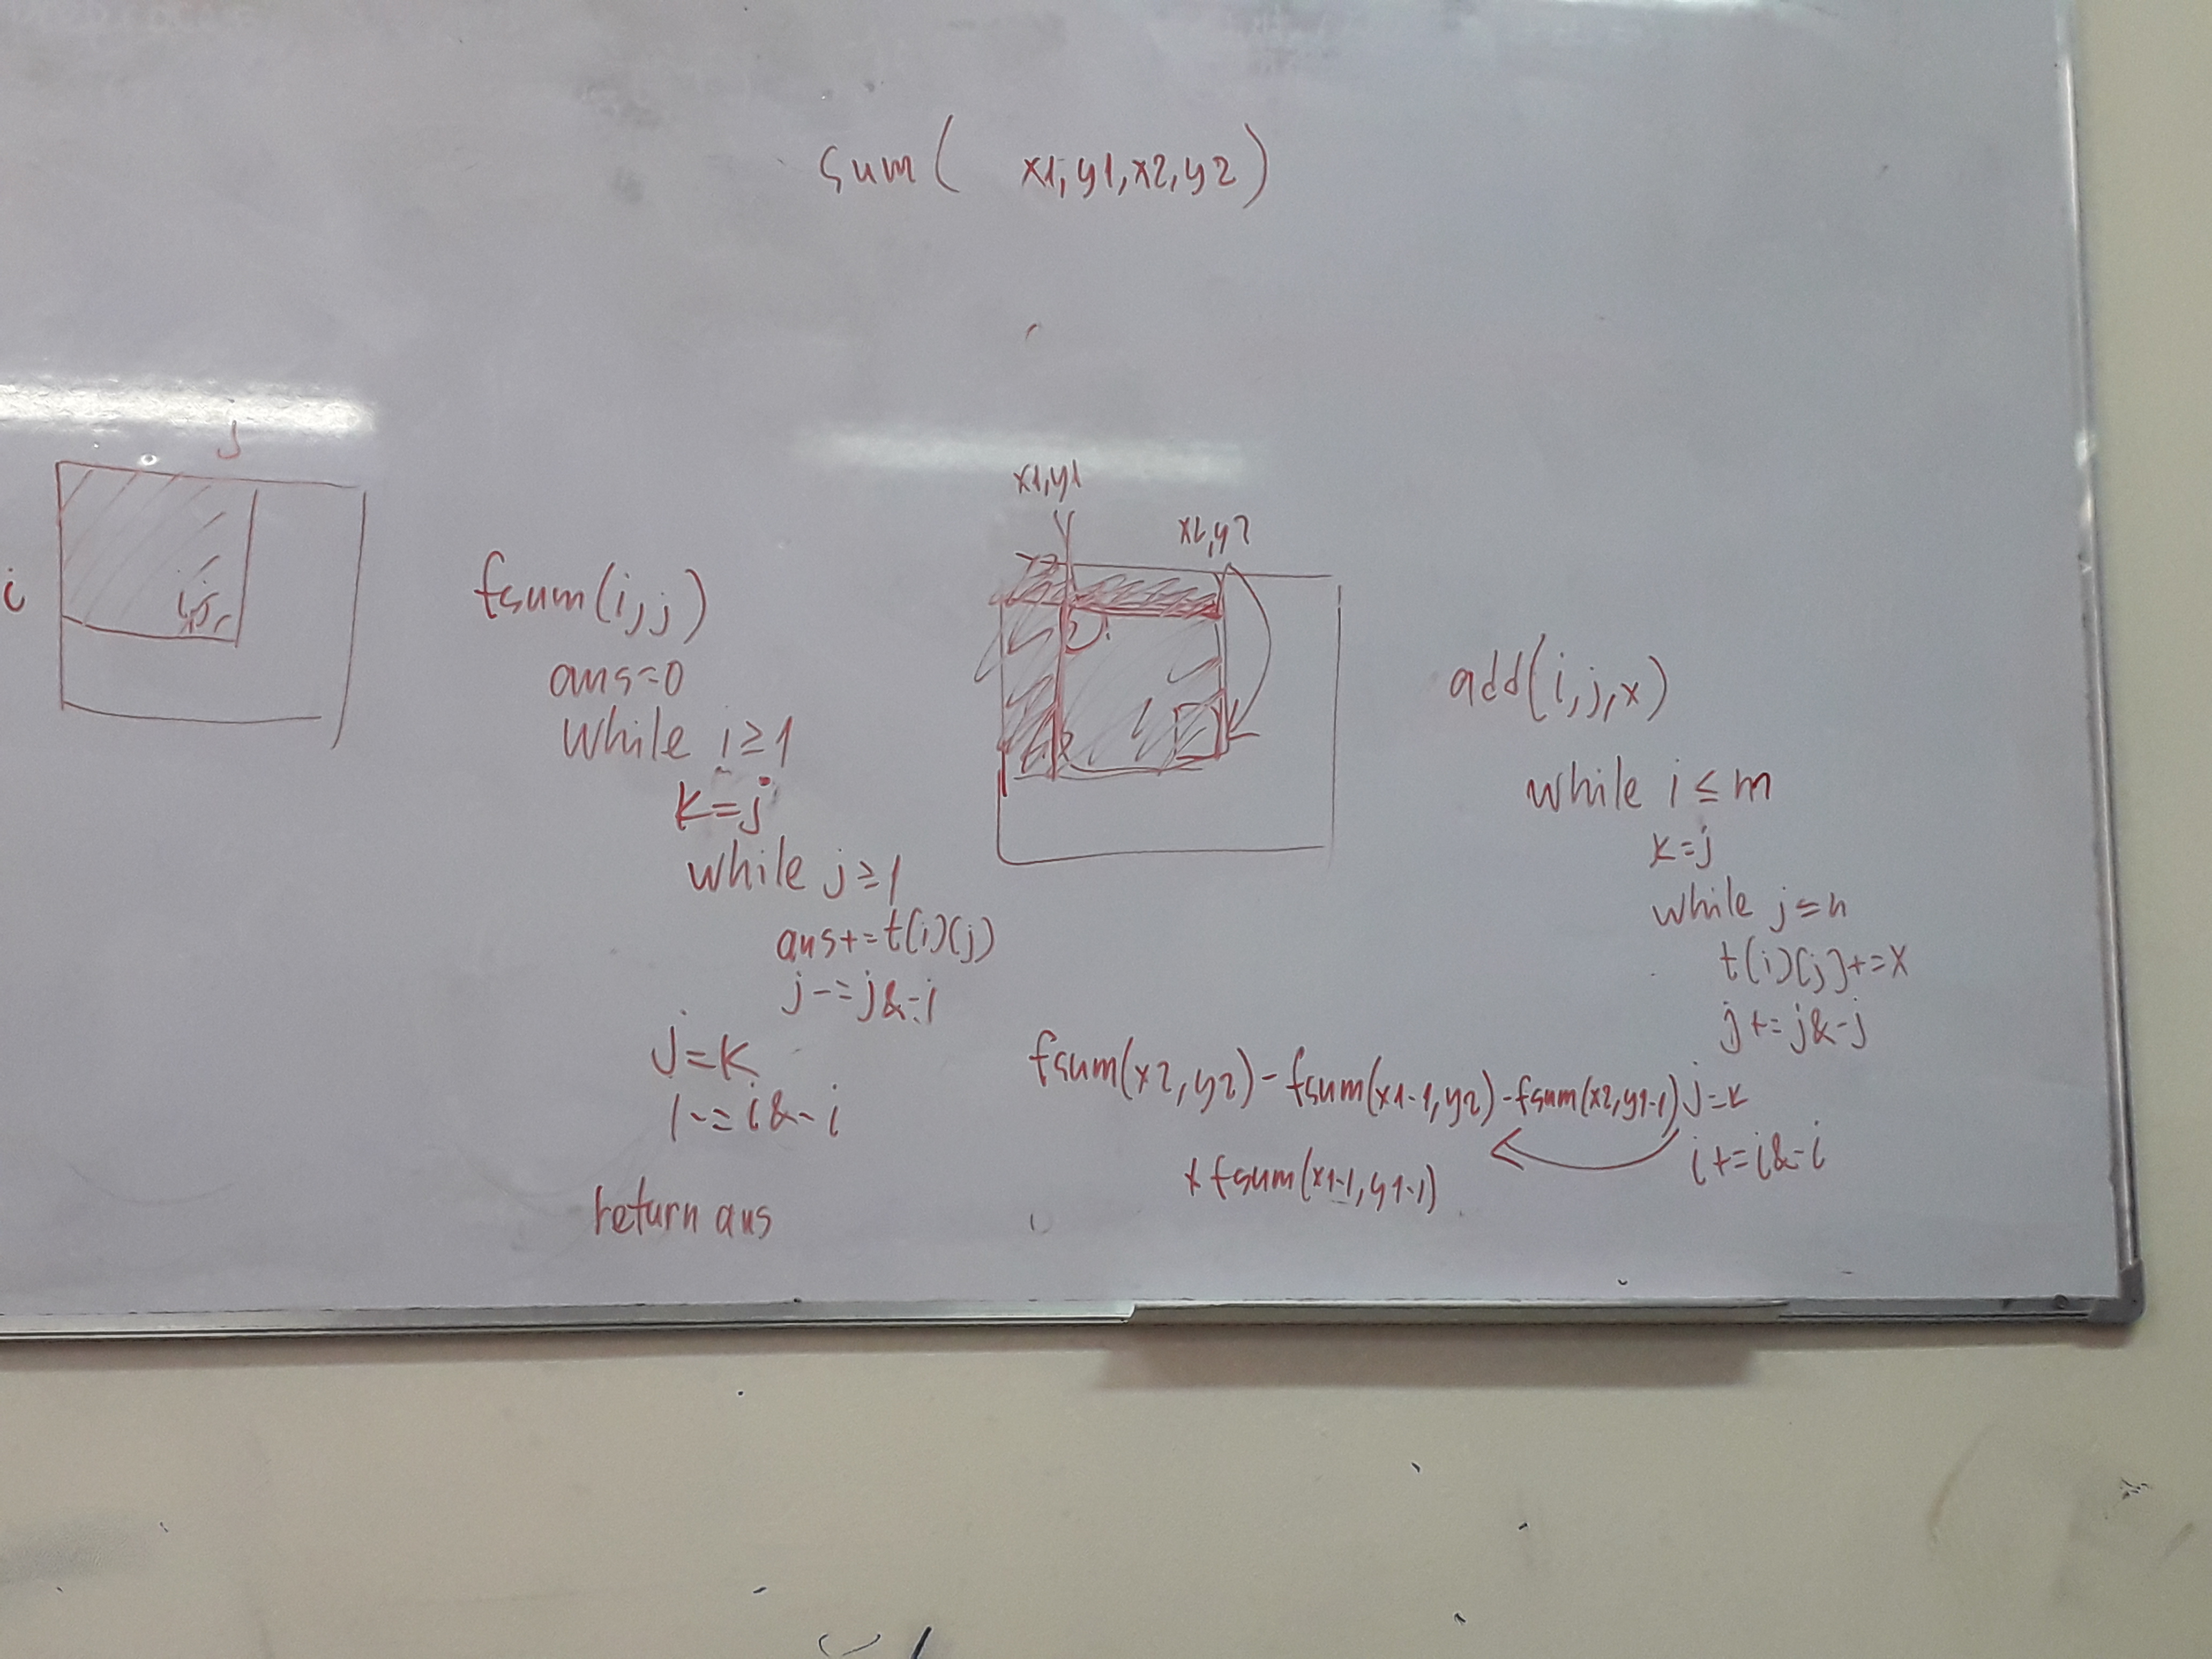 sum( x1,y1,x2,y2)
j
i
i,j
fsum(i,j)
ans=0
while i≥1
k=j
while j≥1
ans+=t[i][j]
j-=j&-j
j=k
i-=i&-i
return ans
x1,y1
x2,y2
add(i,j,x)
while i≤m
k=j
while j≤n
t[i][j]+=x
j+=j&-j
j=k
i+=i&-i
fsum(x2,y2)-fsum(x1-1,y2)-fsum(x2,y1-1)
+fsum(x1-1,y1-1)